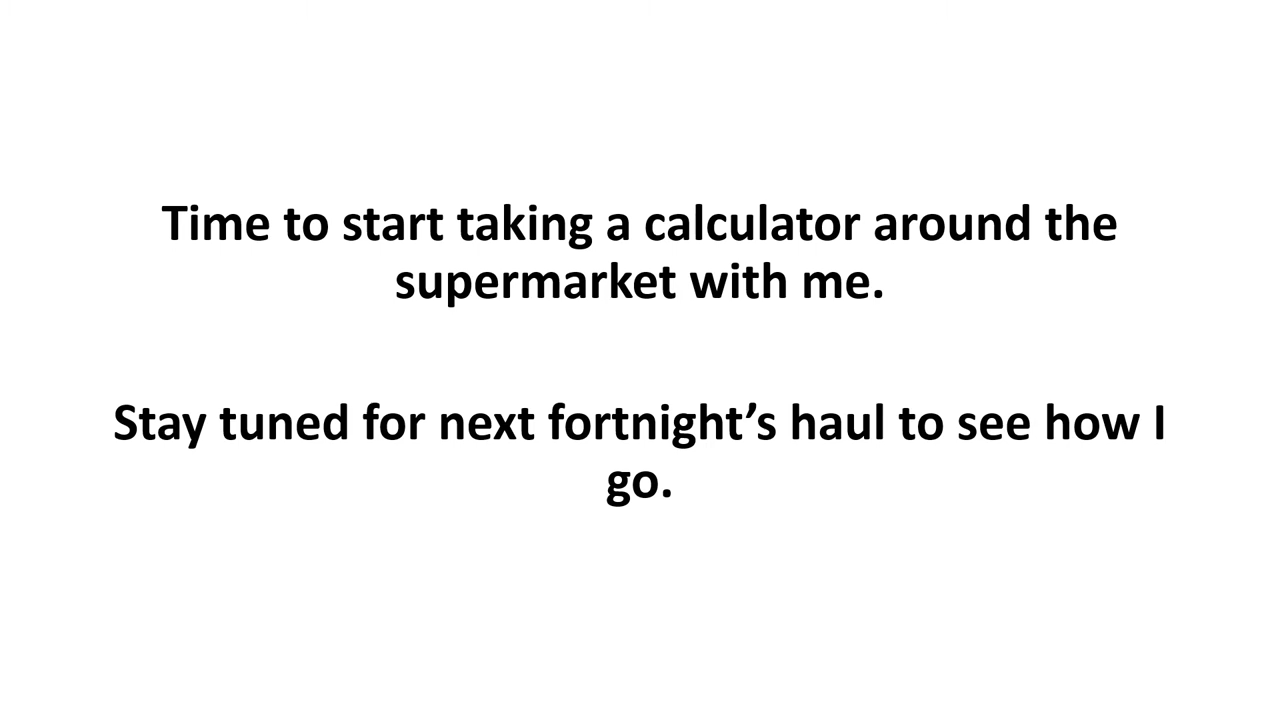 Time to start taking a calculator around the
supermarket with me.
Stay tuned for next fortnight’s haul to see how I
go.